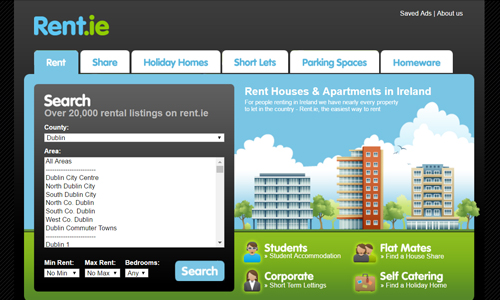 Rent.ie
Saved Ads | About us
Rent
Share
Holiday Homes
Short Lets
Parking Spaces
Homeware
Search
Over 20,000 rental listings on rent.ie
County:
Dublin
Area:
All Areas
-----------------------
Dublin City Centre
North Dublin City
South Dublin City
North Co. Dublin
South Co. Dublin
West Co. Dublin
Dublin Commuter Towns
-----------------------
Dublin 1
Min Rent: Max Rent: Bedrooms:
No Min No Max Any
Search
Rent Houses & Apartments in Ireland
For people renting in Ireland we have nearly every property
to let in the country - Rent.ie, the easiest way to rent
Students
» Student Accommodation
Flat Mates
» Find a House Share
Corporate
» Short Term Lettings
Self Catering
» Find a Holiday Home